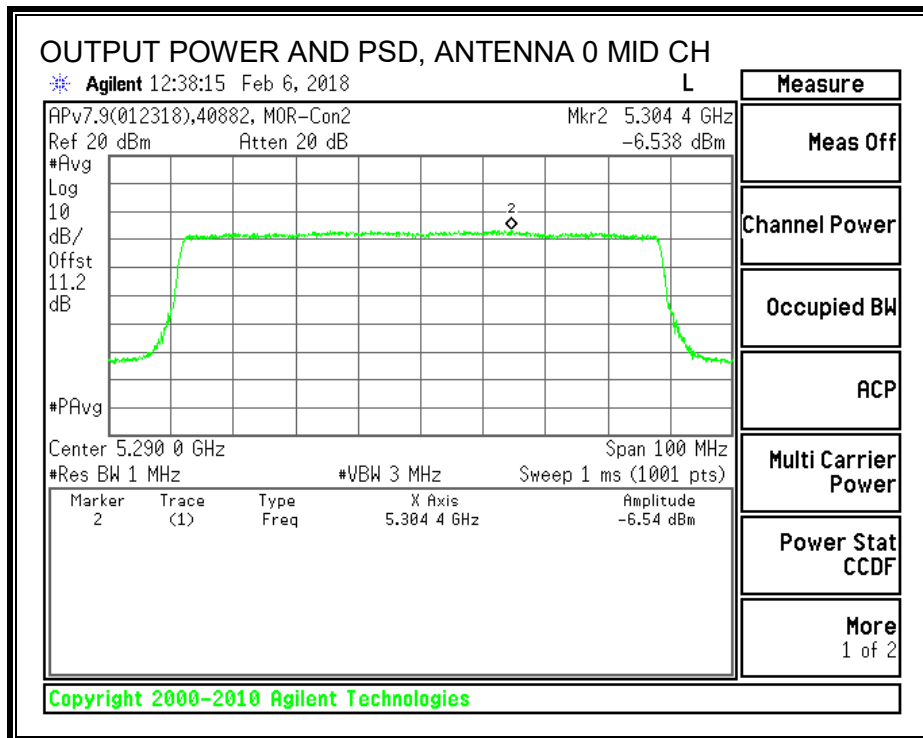 OUTPUT POWER AND PSD, ANTENNA 0 MID CH
Agilent 12:38:15 Feb 6, 2018 L
APv7.9(012318),40882, MOR-Con2 Mkr2 5.304 4 GHz
Ref 20 dBm Atten 20 dB -6.538 dBm
#Avg
Log
10
dB/
Offst
11.2
dB
2
#PAvg
Center 5.290 0 GHz Span 100 MHz
#Res BW 1 MHz #VBW 3 MHz Sweep 1 ms (1001 pts)
Marker Trace Type X Axis Amplitude
2 (1) Freq 5.304 4 GHz -6.54 dBm
Measure
Meas Off
Channel Power
Occupied BW
ACP
Multi Carrier
Power
Power Stat
CCDF
More
1 of 2
Copyright 2000-2010 Agilent Technologies